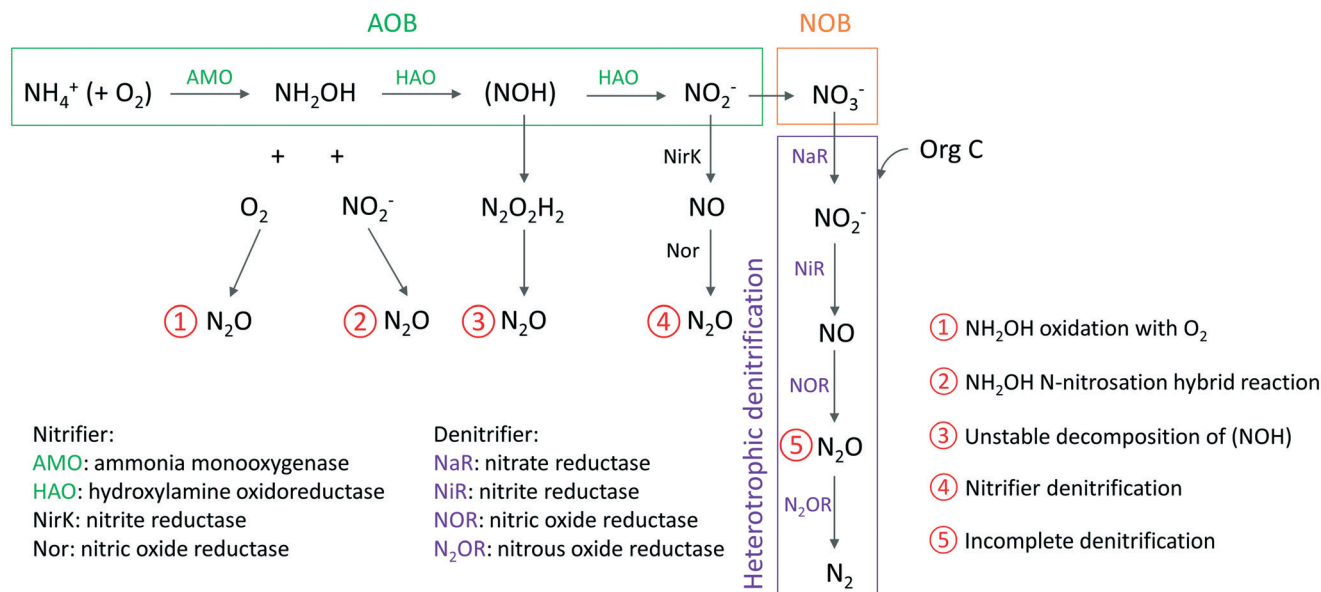 AOB
NOB
NH₄⁺ (+ O₂)
AMO
NH₂OH
HAO
(NOH)
HAO
NO₂⁻
NO₃⁻
+ +
O₂
NO₂⁻
N₂O₂H₂
NirK
NO
Nor
① N₂O
② N₂O
③ N₂O
④ N₂O
Heterotrophic denitrification
NaR
Org C
NO₂⁻
NiR
NO
NOR
⑤ N₂O
N₂OR
N₂
① NH₂OH oxidation with O₂
② NH₂OH N-nitrosation hybrid reaction
③ Unstable decomposition of (NOH)
④ Nitrifier denitrification
⑤ Incomplete denitrification
Nitrifier:
AMO: ammonia monooxygenase
HAO: hydroxylamine oxidoreductase
NirK: nitrite reductase
Nor: nitric oxide reductase
Denitrifier:
NaR: nitrate reductase
NiR: nitrite reductase
NOR: nitric oxide reductase
N₂OR: nitrous oxide reductase